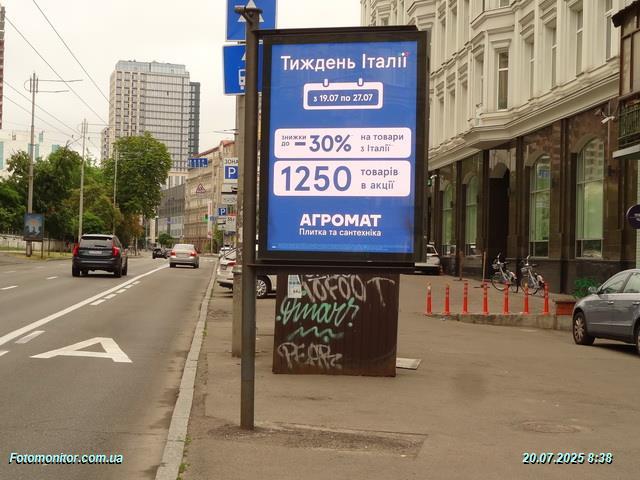 Тиждень Італії
з 19.07 по 27.07
знижки до -30% на товари з Італії
1250 товарів в акції
АГРОМАТ
Плитка та сантехніка
ЗОНА
P
P
А
Fotomonitor.com.ua
20.07.2025 8:38